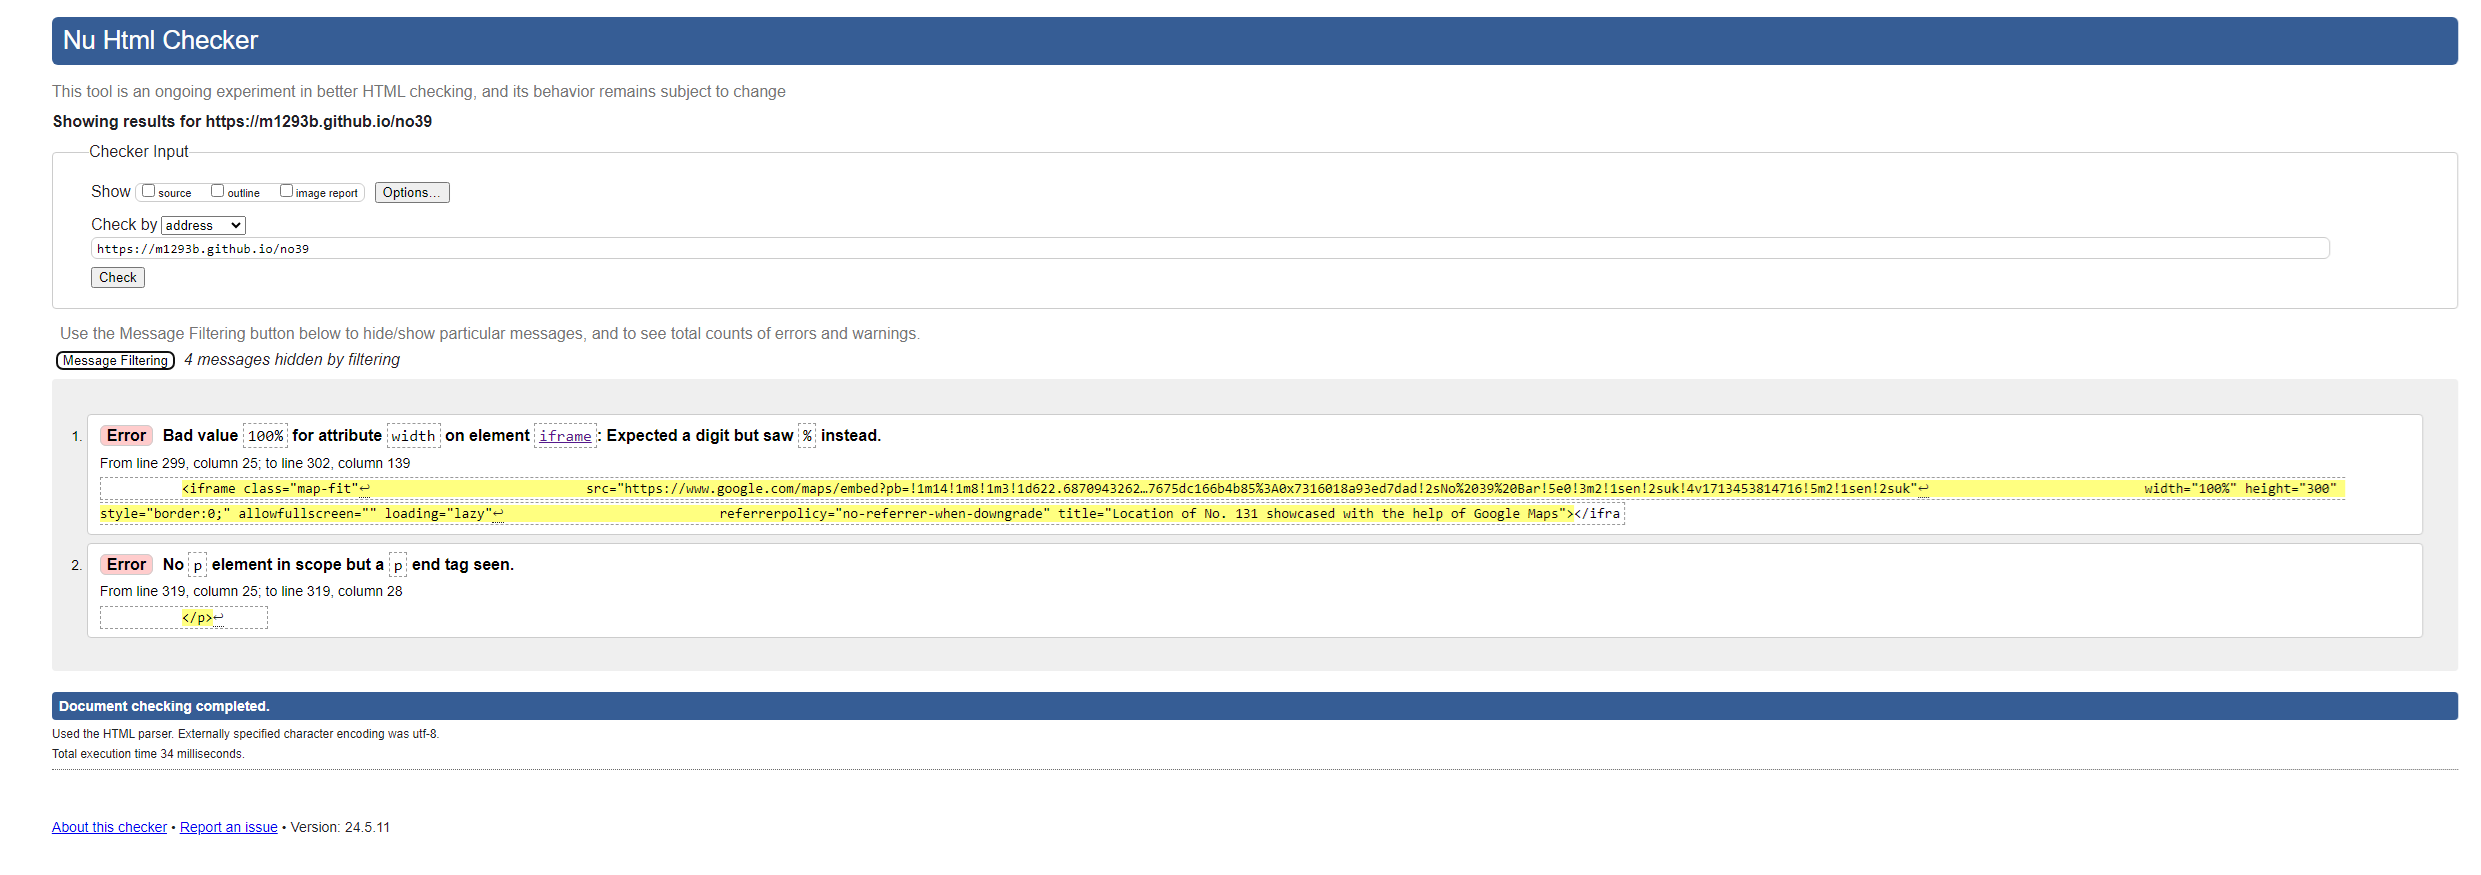 Nu Html Checker
This tool is an ongoing experiment in better HTML checking, and its behavior remains subject to change
Showing results for https://m1293b.github.io/no39
Checker Input
Show source outline image report Options...
Check by address
https://m1293b.github.io/no39
Check
Use the Message Filtering button below to hide/show particular messages, and to see total counts of errors and warnings.
Message Filtering 4 messages hidden by filtering
1. Error Bad value 100% for attribute width on element iframe: Expected a digit but saw % instead.
From line 299, column 25; to line 302, column 139
<iframe class="map-fit"↩ src="https://www.google.com/maps/embed?pb=!1m14!1m8!1m3!1d622.6870943262…7675dc166b4b85%3A0x7316018a93ed7dad!2sNo%2039%20Bar!5e0!3m2!1sen!2suk!4v1713453814716!5m2!1sen!2suk"↩ width="100%" height="300"
style="border:0;" allowfullscreen="" loading="lazy"↩ referrerpolicy="no-referrer-when-downgrade" title="Location of No. 131 showcased with the help of Google Maps"></ifra
2. Error No p element in scope but a p end tag seen.
From line 319, column 25; to line 319, column 28
</p>↩
Document checking completed.
Used the HTML parser. Externally specified character encoding was utf-8.
Total execution time 34 milliseconds.
About this checker • Report an issue • Version: 24.5.11